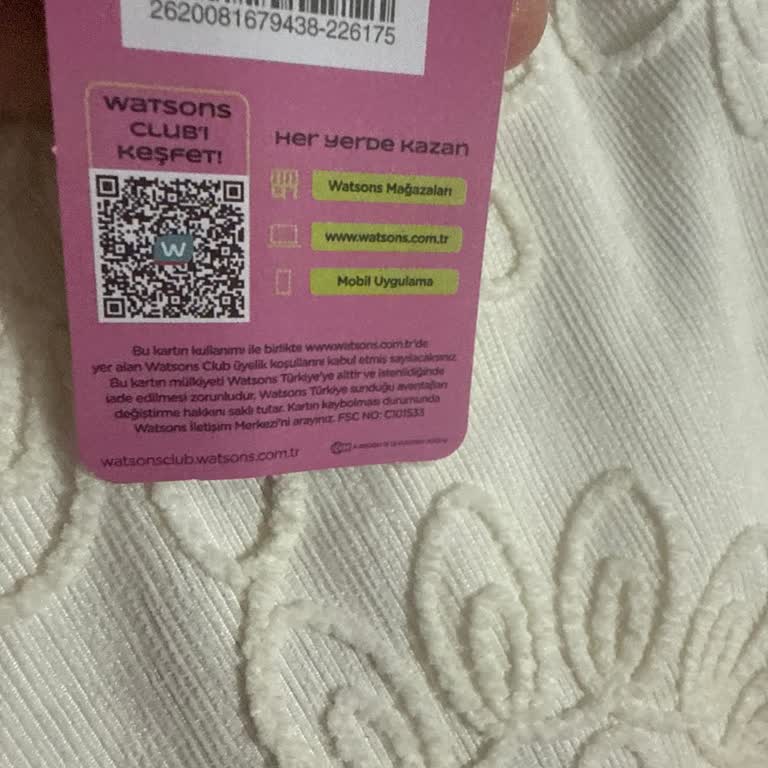 2620081679438-226175
WATSONS
CLUB'I
KEŞFET!
Her yerde Kazan
Watsons Mağazaları
www.watsons.com.tr
Mobil Uygulama
W
Bu kartın kullanımı ile birlikte www.watsons.com.tr'de
yer alan Watsons Club üyelik koşullarını kabul etmiş sayılacaksınız.
Bu kartın mülkiyeti Watsons Türkiye'ye aittir ve istenildiğinde
iade edilmesi zorunludur. Watsons Türkiye sunduğu avantajları
değiştirme hakkını saklı tutar. Kartın kaybolması durumunda
Watsons İletişim Merkezi'ni arayınız. FSC NO: C101533
watsonsclub.watsons.com.tr